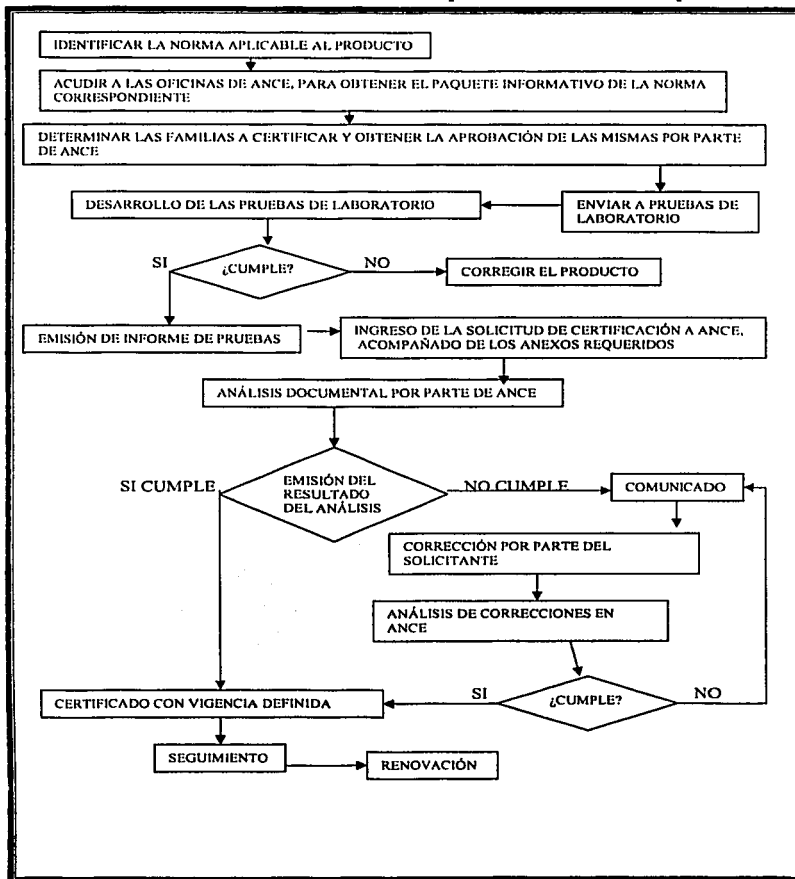 IDENTIFICAR LA NORMA APLICABLE AL PRODUCTO
ACUDIR A LAS OFICINAS DE ANCE, PARA OBTENER EL PAQUETE INFORMATIVO DE LA NORMA
CORRESPONDIENTE
DETERMINAR LAS FAMILIAS A CERTIFICAR Y OBTENER LA APROBACIÓN DE LAS MISMAS POR PARTE
DE ANCE
DESARROLLO DE LAS PRUEBAS DE LABORATORIO
ENVIAR A PRUEBAS DE
LABORATORIO
SI
¿CUMPLE?
NO
CORREGIR EL PRODUCTO
EMISIÓN DE INFORME DE PRUEBAS
INGRESO DE LA SOLICITUD DE CERTIFICACIÓN A ANCE,
ACOMPAÑADO DE LOS ANEXOS REQUERIDOS
ANÁLISIS DOCUMENTAL POR PARTE DE ANCE
SI CUMPLE
EMISIÓN DEL
RESULTADO
DEL ANÁLISIS
NO CUMPLE
COMUNICADO
CORRECCIÓN POR PARTE DEL
SOLICITANTE
ANÁLISIS DE CORRECCIONES EN
ANCE
CERTIFICADO CON VIGENCIA DEFINIDA
SI
¿CUMPLE?
NO
SEGUIMIENTO
RENOVACIÓN